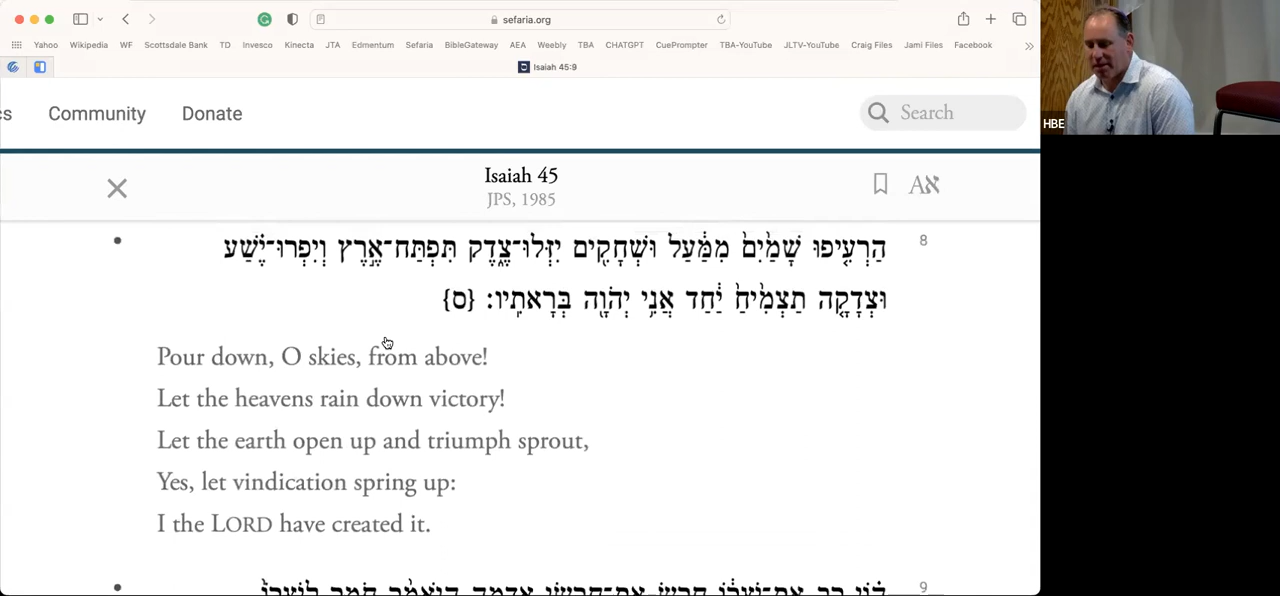 sefaria.org
Yahoo Wikipedia WF Scottsdale Bank TD Invesco Kinecta JTA Edmentum Sefaria BibleGateway AEA Weebly TBA CHATGPT CuePrompter TBA-YouTube JLTV-YouTube Craig Files Jami Files Facebook
Isaiah 45:9
cs Community Donate Search
Isaiah 45
JPS, 1985
8
הַרְעִ֤יפוּ שָׁמַ֙יִם֙ מִמַּ֔עַל וּשְׁחָקִ֖ים יִזְּלוּ־צֶ֑דֶק תִּפְתַּח־אֶ֣רֶץ וְיִפְרוּ־יֶ֗שַׁע
וּצְדָקָ֤ה תַצְמִ֙יחַ֙ יַ֔חַד אֲנִ֥י יְהֹוָ֖ה בְּרָאתִֽיו׃ {ס}
Pour down, O skies, from above!
Let the heavens rain down victory!
Let the earth open up and triumph sprout,
Yes, let vindication spring up:
I the LORD have created it.
9
HBE